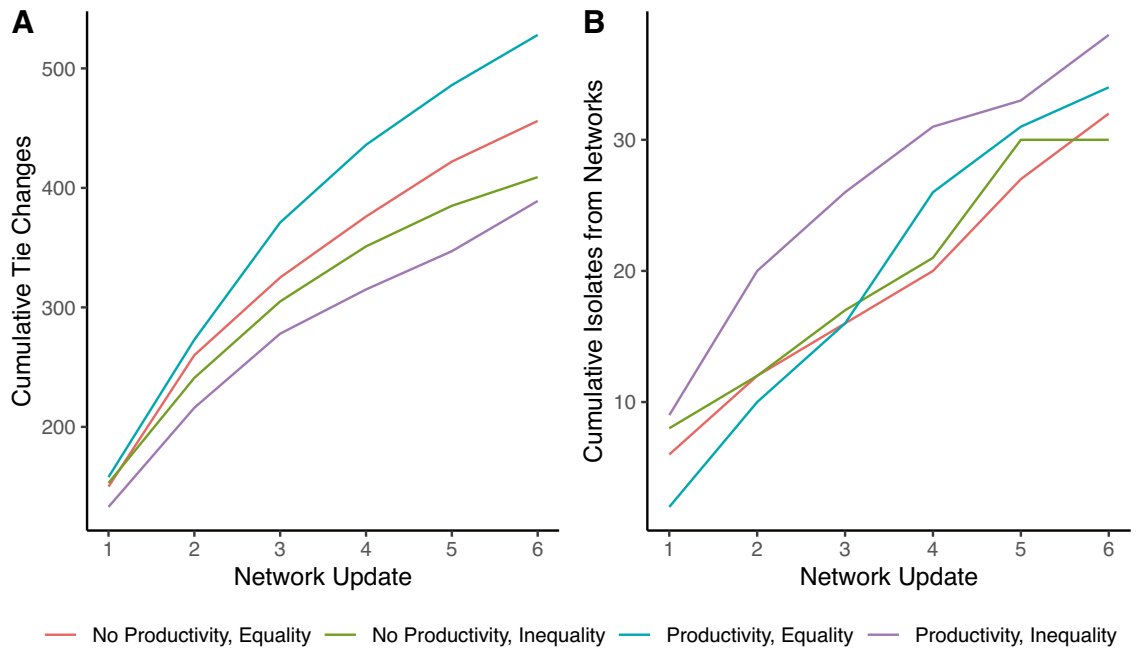 A
B
Cumulative Tie Changes
500
400
300
200
1 2 3 4 5 6
Network Update
Cumulative Isolates from Networks
30
20
10
1 2 3 4 5 6
Network Update
No Productivity, Equality No Productivity, Inequality Productivity, Equality Productivity, Inequality